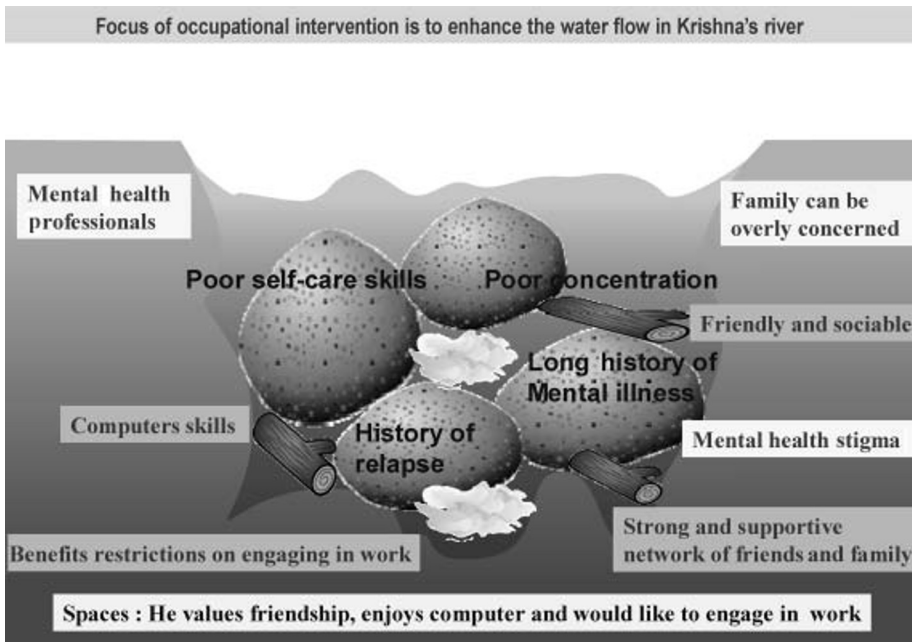 Focus of occupational intervention is to enhance the water flow in Krishna's river
Mental health
professionals
Family can be
overly concerned
Poor self-care skills
Poor concentration
Friendly and sociable
Long history of
Mental illness
Computers skills
History of
relapse
Mental health stigma
Benefits restrictions on engaging in work
Strong and supportive
network of friends and family
Spaces : He values friendship, enjoys computer and would like to engage in work